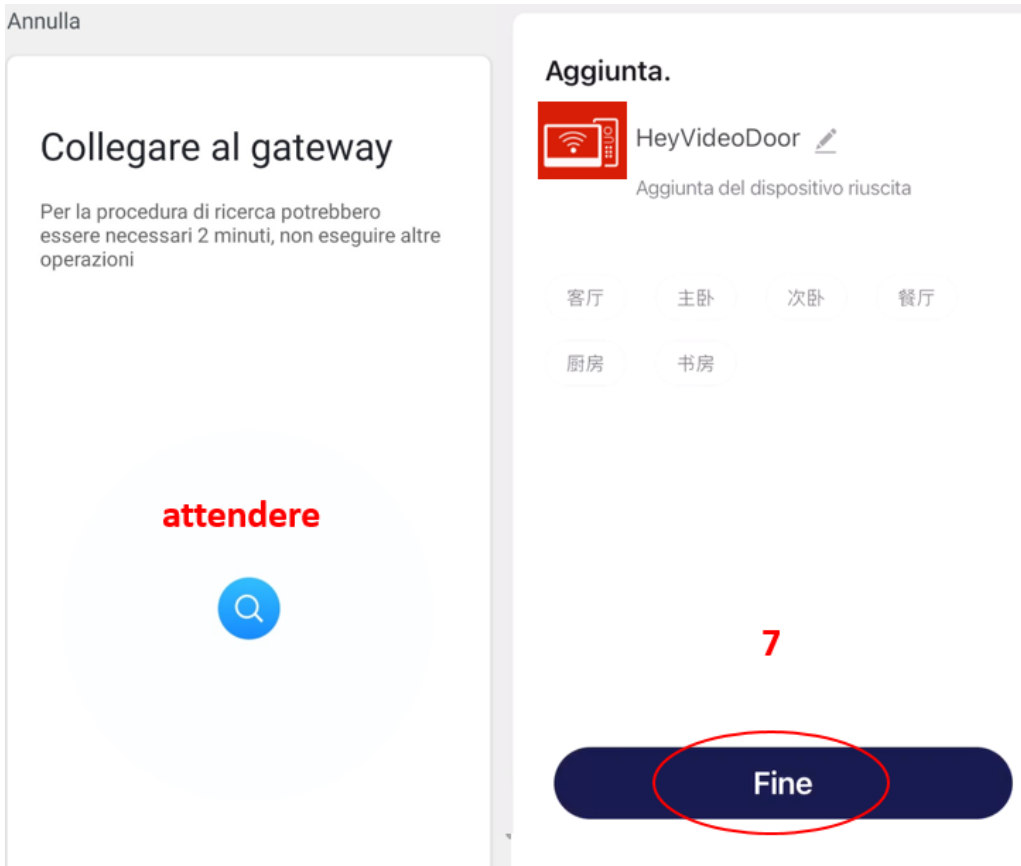 Annulla
Collegare al gateway
Per la procedura di ricerca potrebbero
essere necessari 2 minuti, non eseguire altre
operazioni
attendere
Aggiunta.
HeyVideoDoor
Aggiunta del dispositivo riuscita
客厅 主卧 次卧 餐厅
厨房 书房
7
Fine